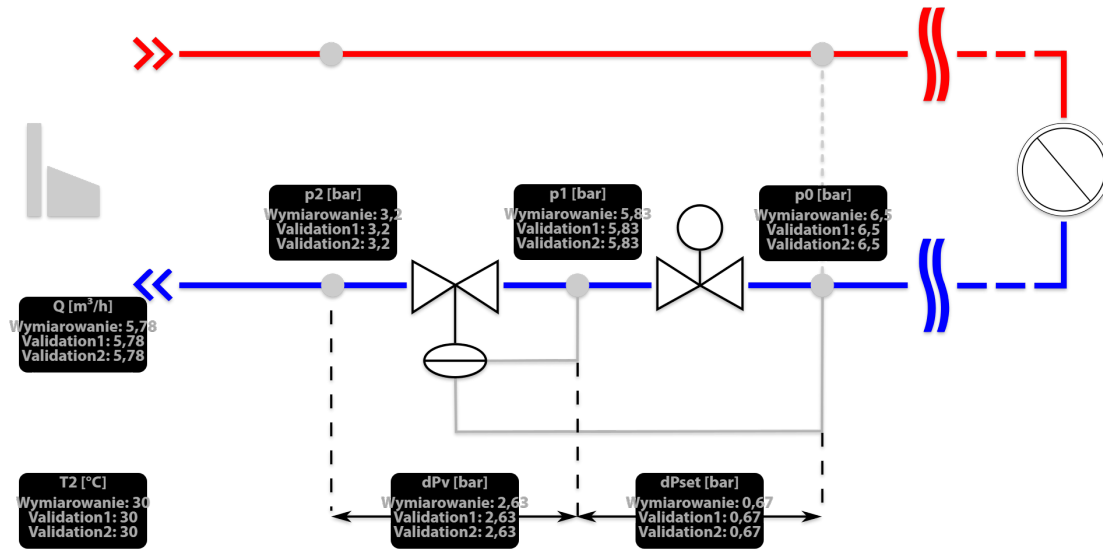 p2 [bar]
Wymiarowanie: 3,2
Validation1: 3,2
Validation2: 3,2
p1 [bar]
Wymiarowanie: 5,83
Validation1: 5,83
Validation2: 5,83
p0 [bar]
Wymiarowanie: 6,5
Validation1: 6,5
Validation2: 6,5
Q [m³/h]
Wymiarowanie: 5,78
Validation1: 5,78
Validation2: 5,78
T2 [°C]
Wymiarowanie: 30
Validation1: 30
Validation2: 30
dPv [bar]
Wymiarowanie: 2,63
Validation1: 2,63
Validation2: 2,63
dPset [bar]
Wymiarowanie: 0,67
Validation1: 0,67
Validation2: 0,67